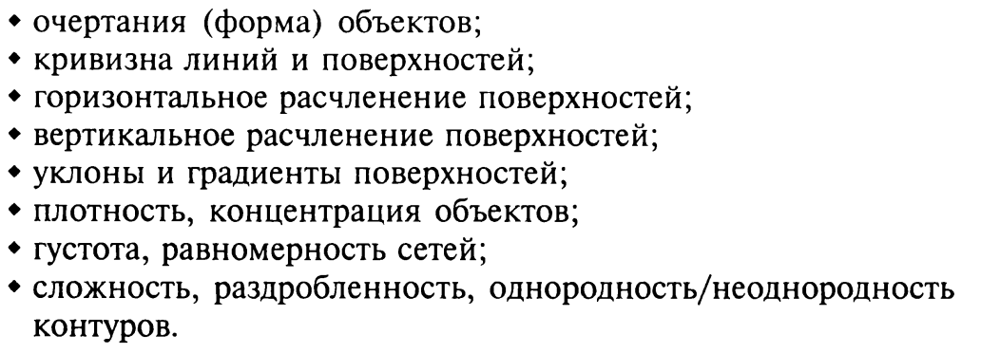 ◆ очертания (форма) объектов;
◆ кривизна линий и поверхностей;
◆ горизонтальное расчленение поверхностей;
◆ вертикальное расчленение поверхностей;
◆ уклоны и градиенты поверхностей;
◆ плотность, концентрация объектов;
◆ густота, равномерность сетей;
◆ сложность, раздробленность, однородность/неоднородность
контуров.